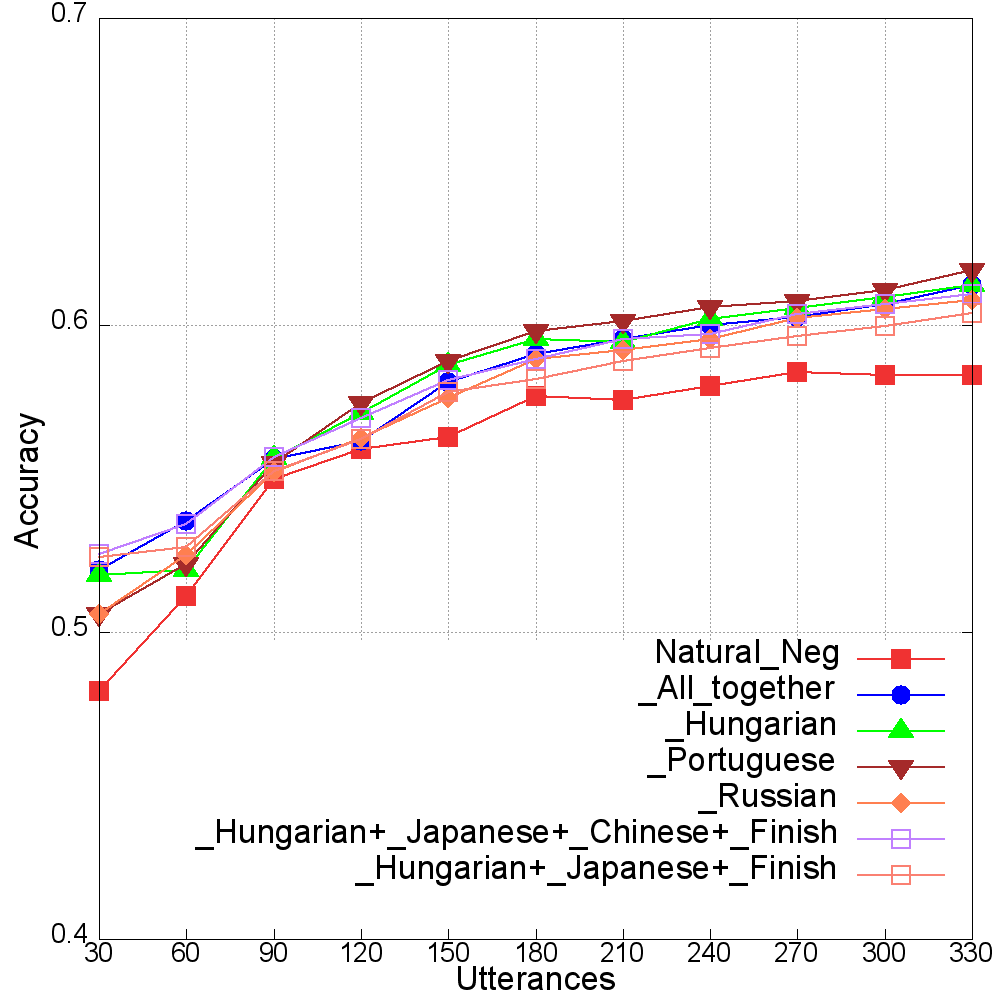 0.7
0.6
0.5
0.4
Accuracy
Natural_Neg
_All_together
_Hungarian
_Portuguese
_Russian
_Hungarian+_Japanese+_Chinese+_Finish
_Hungarian+_Japanese+_Finish
30 60 90 120 150 180 210 240 270 300 330
Utterances